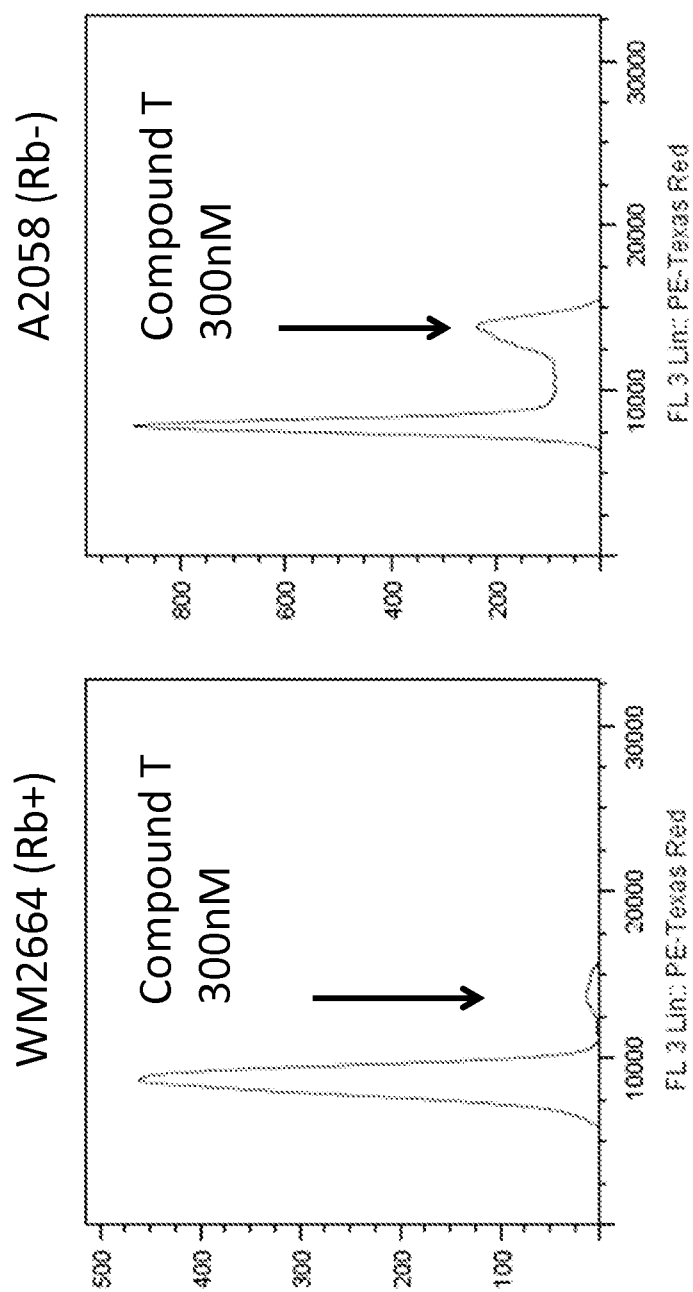 WM2664 (Rb+)
Compound T
300nM
500
400
300
200
100
10000
20000
30000
FL 3 Lin:: PE-Texas Red
A2058 (Rb-)
Compound T
300nM
800
600
400
200
10000
20000
30000
FL 3 Lin:: PE-Texas Red